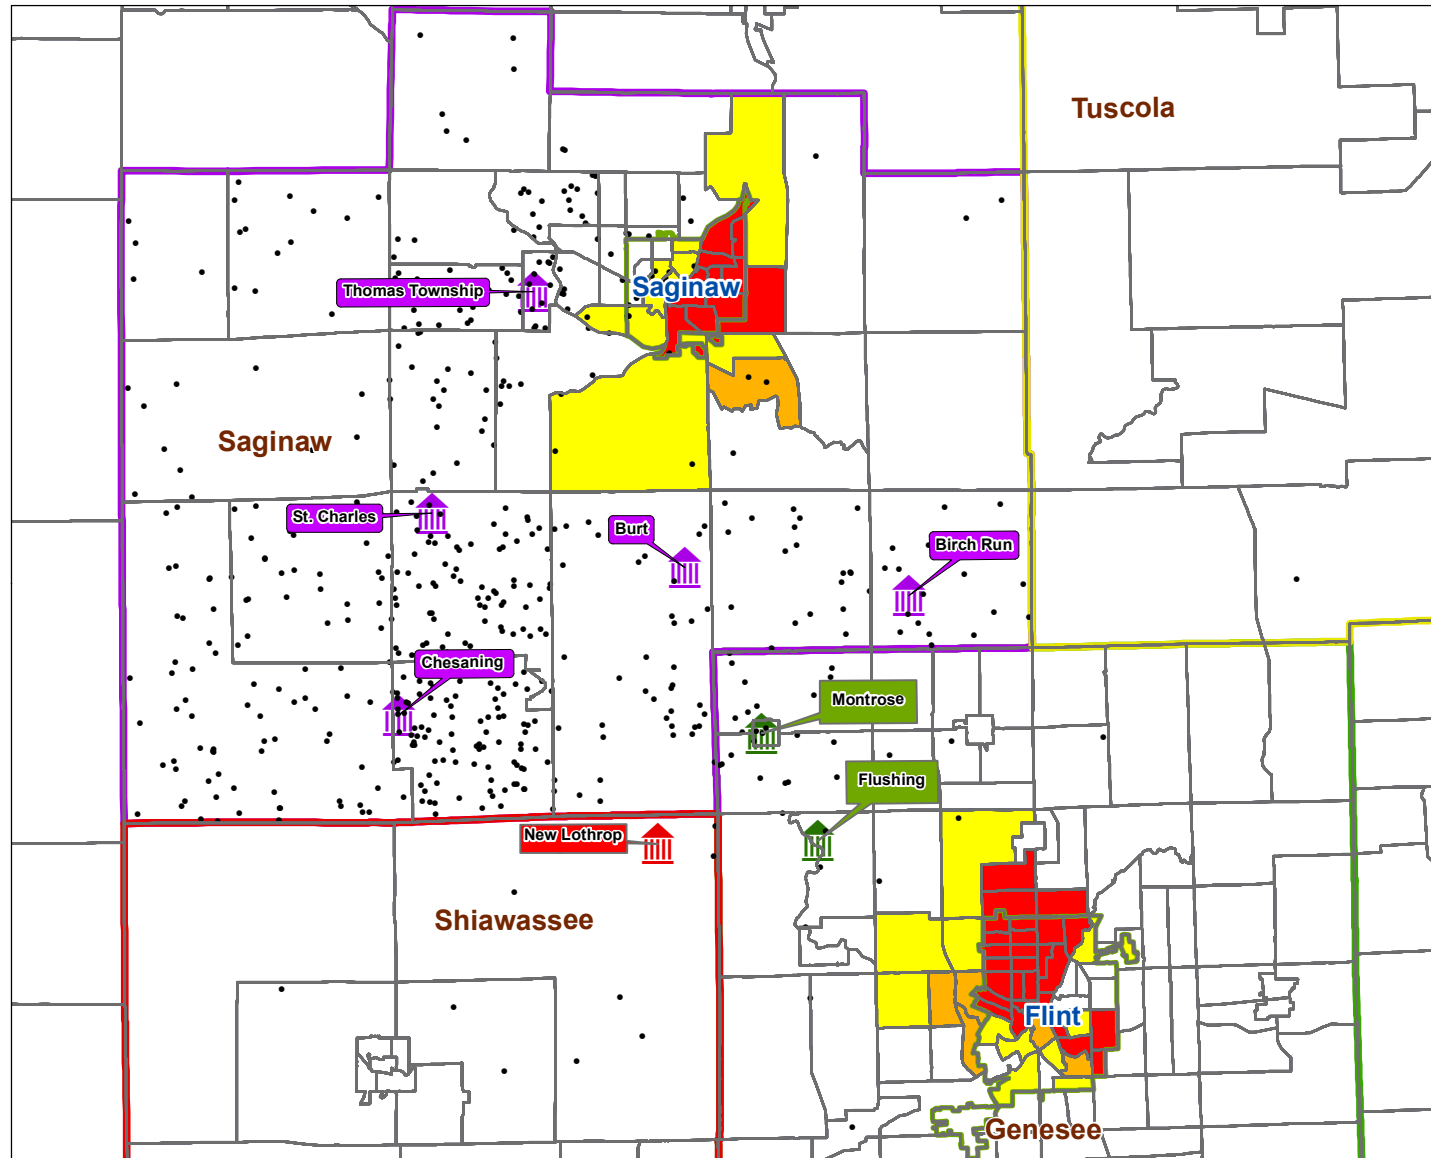 Tuscola
Thomas Township
Saginaw
Saginaw
St. Charles
Burt
Birch Run
Chesaning
Montrose
Flushing
New Lothrop
Shiawassee
Flint
Genesee